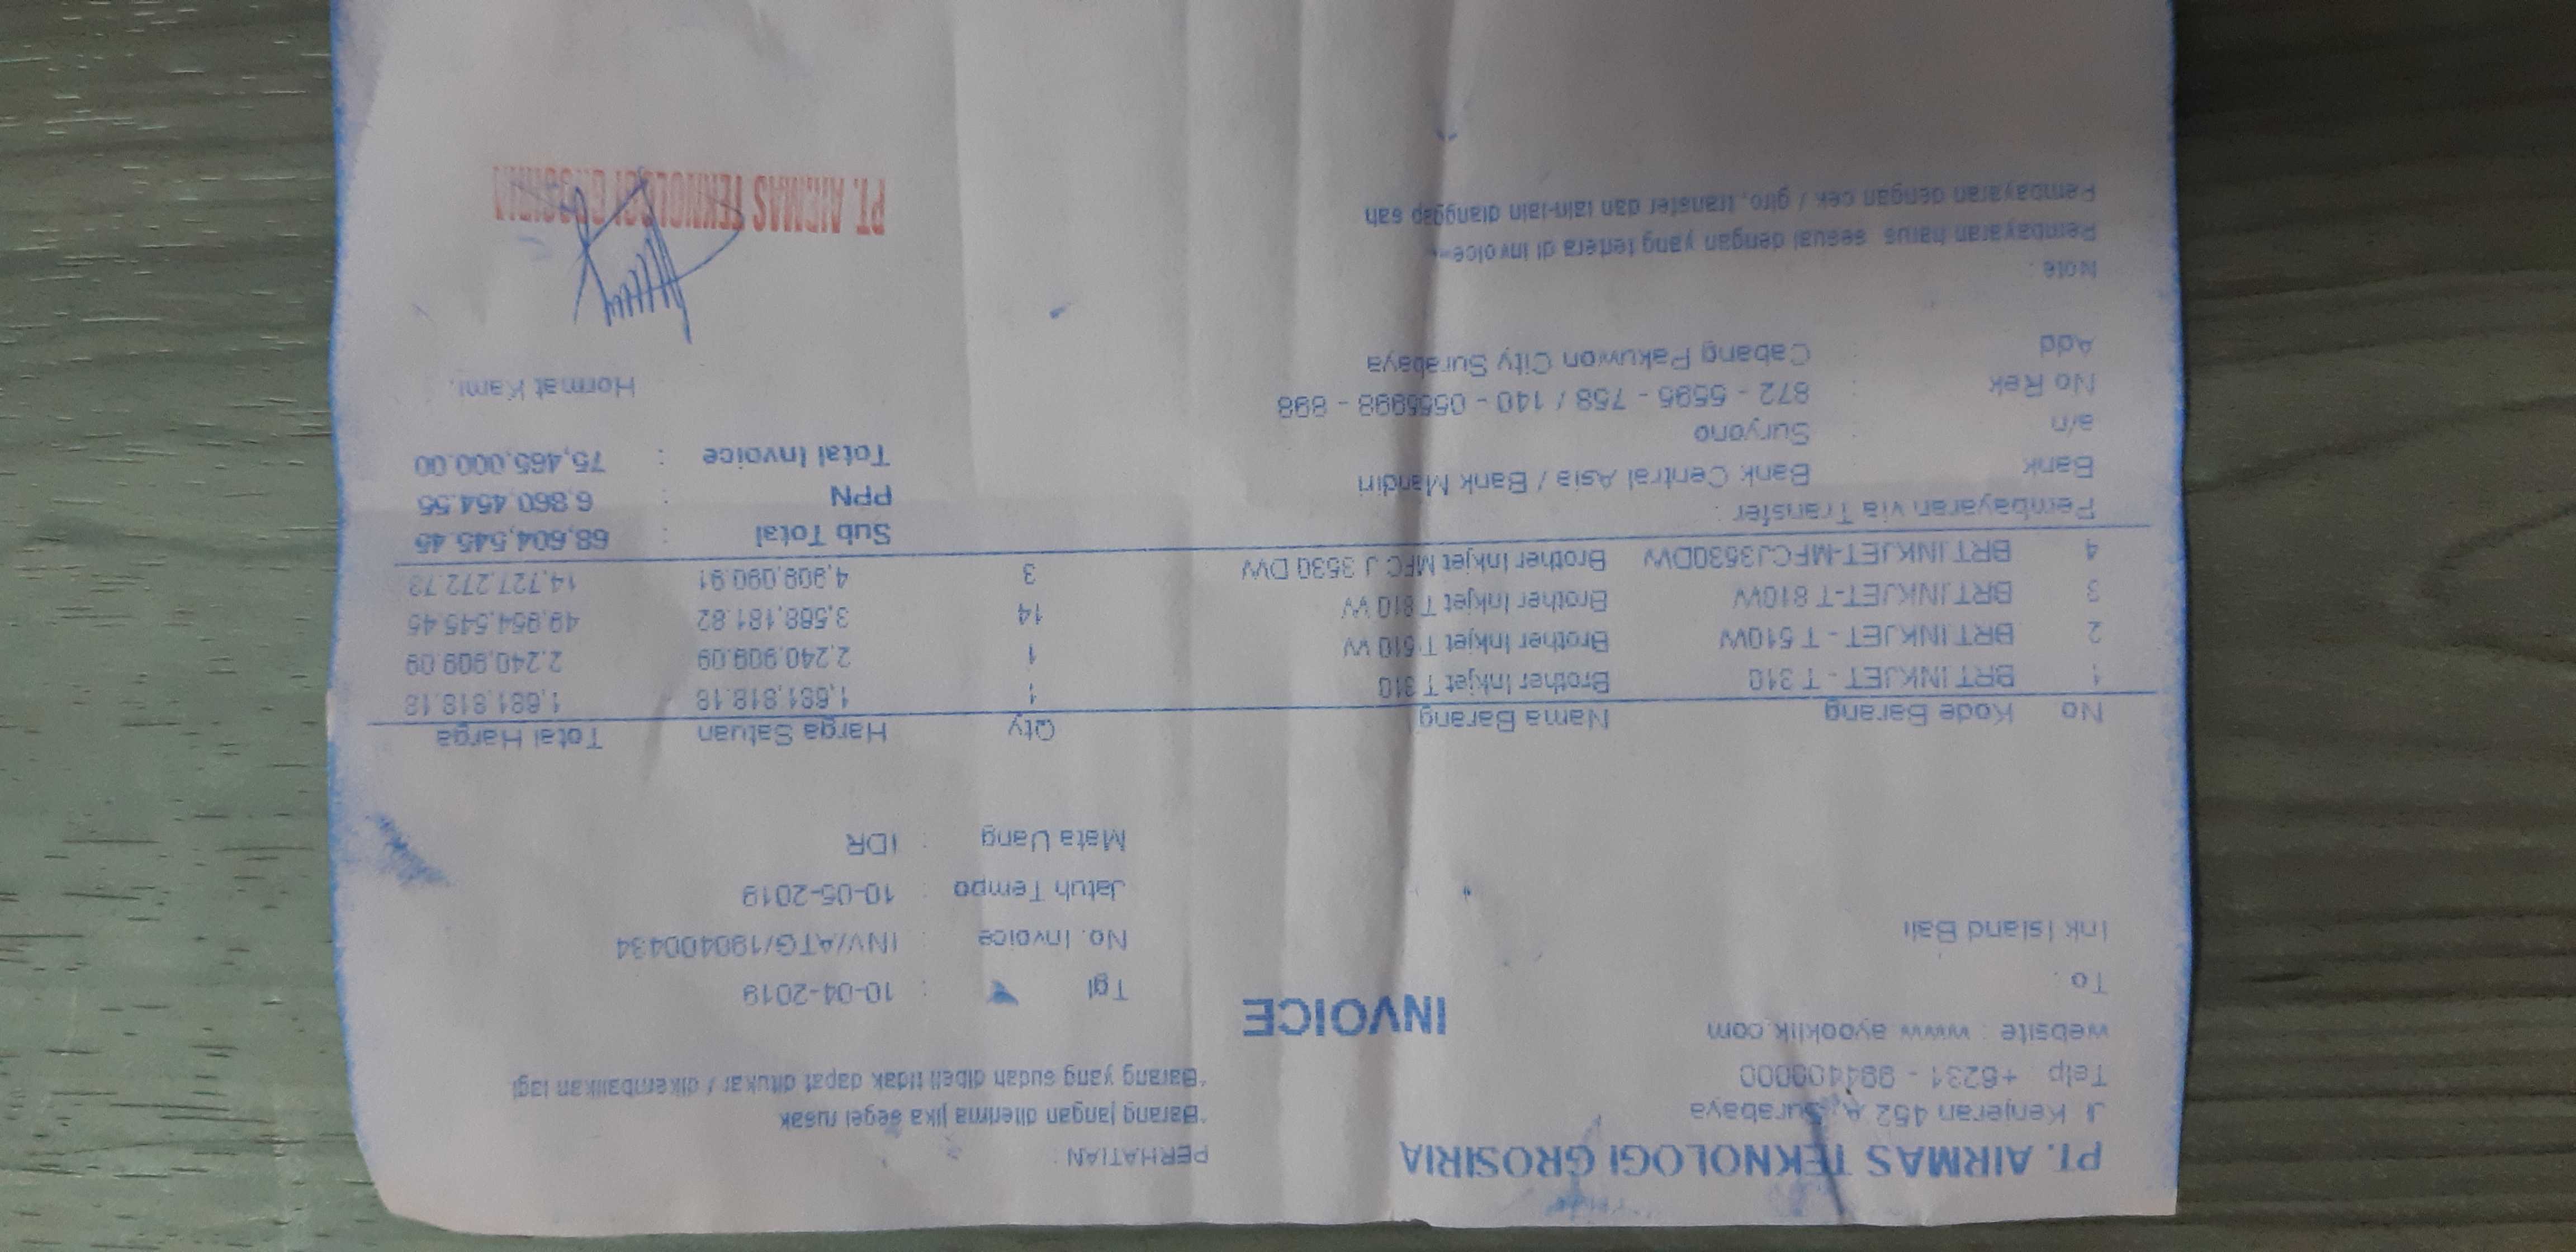 PT. AIRMAS TEKNOLOGI GROSIRIA
Jl. Kenjeran 452 A, Surabaya
Telp : +6231 - 994409000
website : www.ayooklik.com
PERHATIAN :
*Barang jangan diterima jika segel rusak
*Barang yang sudah dibeli tidak dapat ditukar / dikembalikan lagi.
INVOICE
To :
Ink Island Bali
Tgl : 10-04-2019
No. Invoice : INV/ATG/190400434
Jatuh Tempo : 10-05-2019
Mata Uang : IDR
No Kode Barang Nama Barang Qty Harga Satuan Total Harga
1 BRT.INKJET - T 310 Brother Inkjet T 310 1 1,681,818.18 1,681,818.18
2 BRT.INKJET - T 510W Brother Inkjet T 510 W 1 2,240,909.09 2,240,909.09
3 BRT.INKJET-T 810W Brother Inkjet T 810 W 14 3,568,181.82 49,954,545.45
4 BRT.INKJET-MFCJ3530DW Brother Inkjet MFC J 3530 DW 3 4,909,090.91 14,727,272.73
Sub Total : 68,604,545.45
PPN : 6,860,454.55
Total Invoice : 75,465,000.00
Pembayaran via Transfer :
Bank : Bank Central Asia / Bank Mandiri
a/n : Suryono
No Rek : 872 - 5595 - 758 / 140 - 0555998 - 898
Add : Cabang Pakuwon City Surabaya
Hormat Kami,
Note :
Pembayaran harus sesuai dengan yang tertera di invoice
Pembayaran dengan cek / giro, transfer dan lain-lain dianggap sah
PT. AIRMAS TEKNOLOGI GROSIRIA